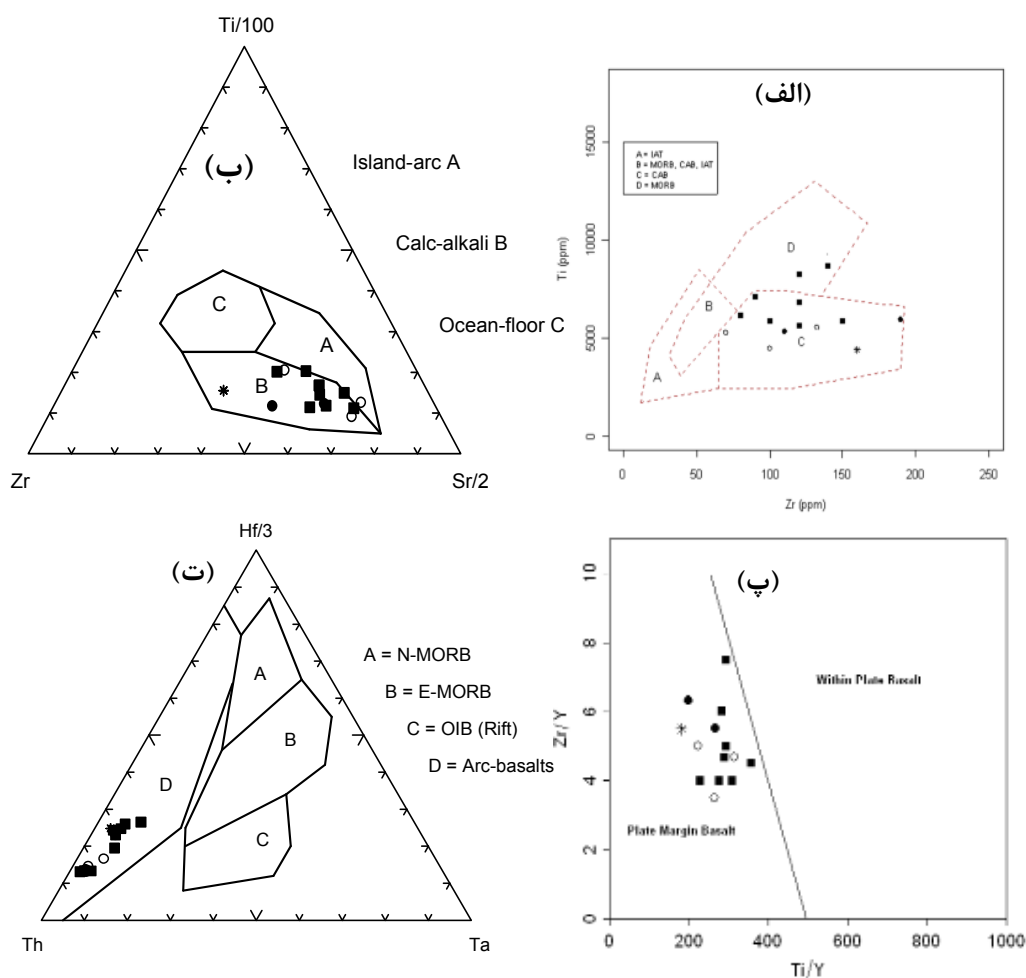 Ti/100
(ب)
Island-arc A
Calc-alkali B
Ocean-floor C
C
A
B
Zr
Sr/2
(الف)
A = IAT
B = MORB, CAB, IAT
C = CAB
D = MORB
Ti (ppm)
15000
10000
5000
0
D
B
C
A
0 50 100 150 200 250
Zr (ppm)
Hf/3
(ت)
A = N-MORB
B = E-MORB
C = OIB (Rift)
D = Arc-basalts
A
B
D
C
Th
Ta
(پ)
Zr/Y
10
8
6
4
2
0
Within Plate Basalt
Plate Margin Basalt
0 200 400 600 800 1000
Ti/Y